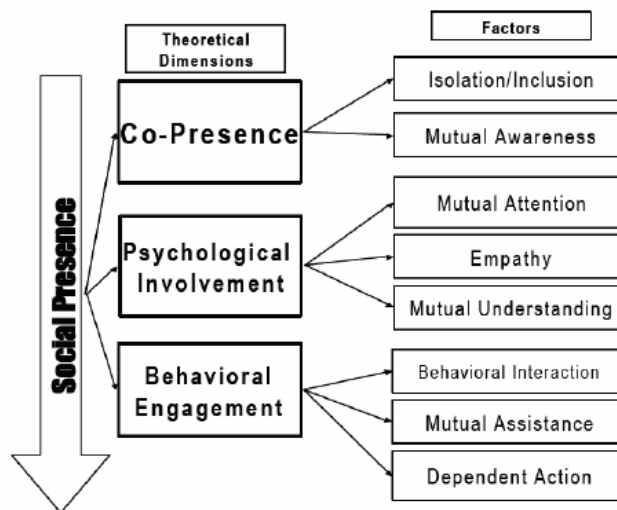 Theoretical
Dimensions
Factors
Social Presence
Co-Presence
Isolation/Inclusion
Mutual Awareness
Psychological
Involvement
Mutual Attention
Empathy
Mutual Understanding
Behavioral
Engagement
Behavioral Interaction
Mutual Assistance
Dependent Action